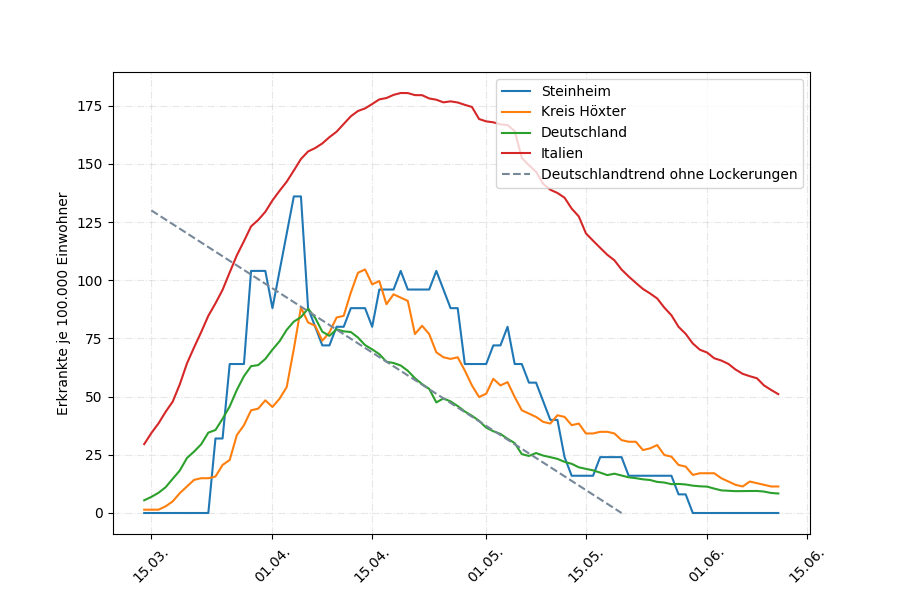 Erkrankte je 100.000 Einwohner
175
150
125
100
75
50
25
0
Steinheim
Kreis Höxter
Deutschland
Italien
Deutschlandtrend ohne Lockerungen
15.03.
01.04.
15.04.
01.05.
15.05.
01.06.
15.06.